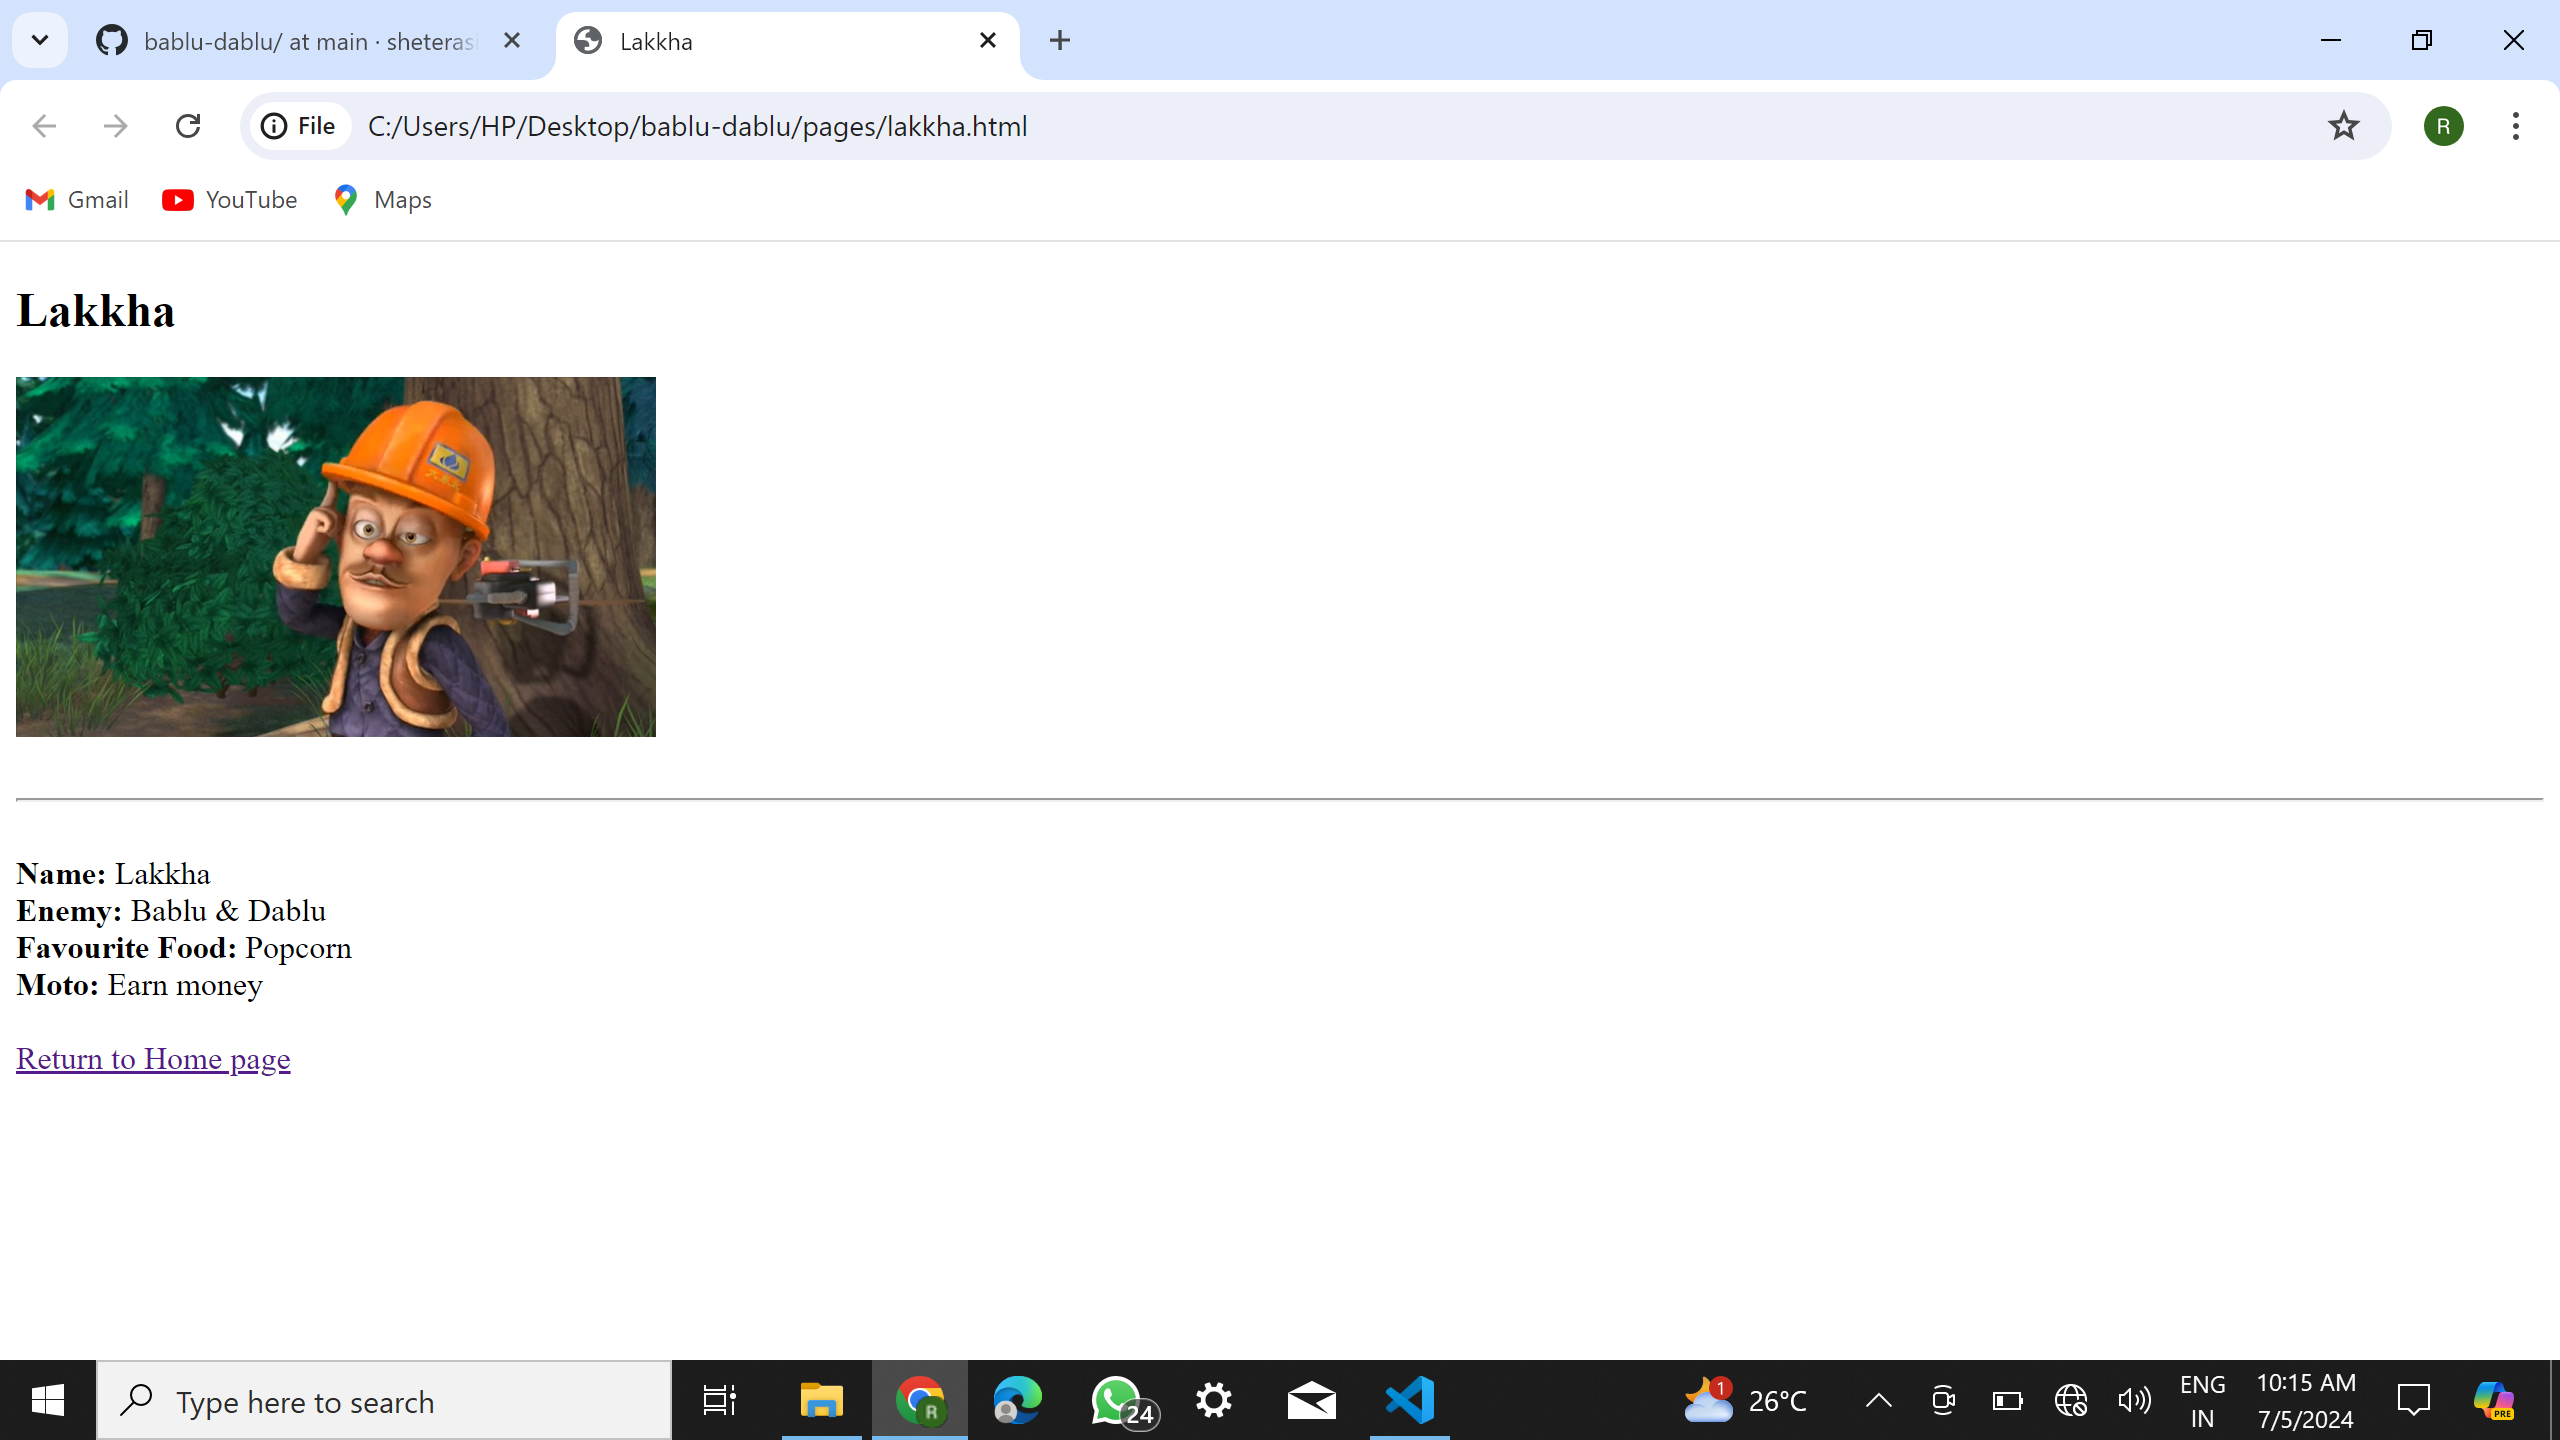 bablu-dablu/ at main · sheterasi
Lakkha
File
C:/Users/HP/Desktop/bablu-dablu/pages/lakkha.html
R
Gmail
YouTube
Maps
Lakkha
Name: Lakkha
Enemy: Bablu & Dablu
Favourite Food: Popcorn
Moto: Earn money
Return to Home page
Type here to search
R
24
1
26°C
ENG
IN
10:15 AM
7/5/2024
PRE